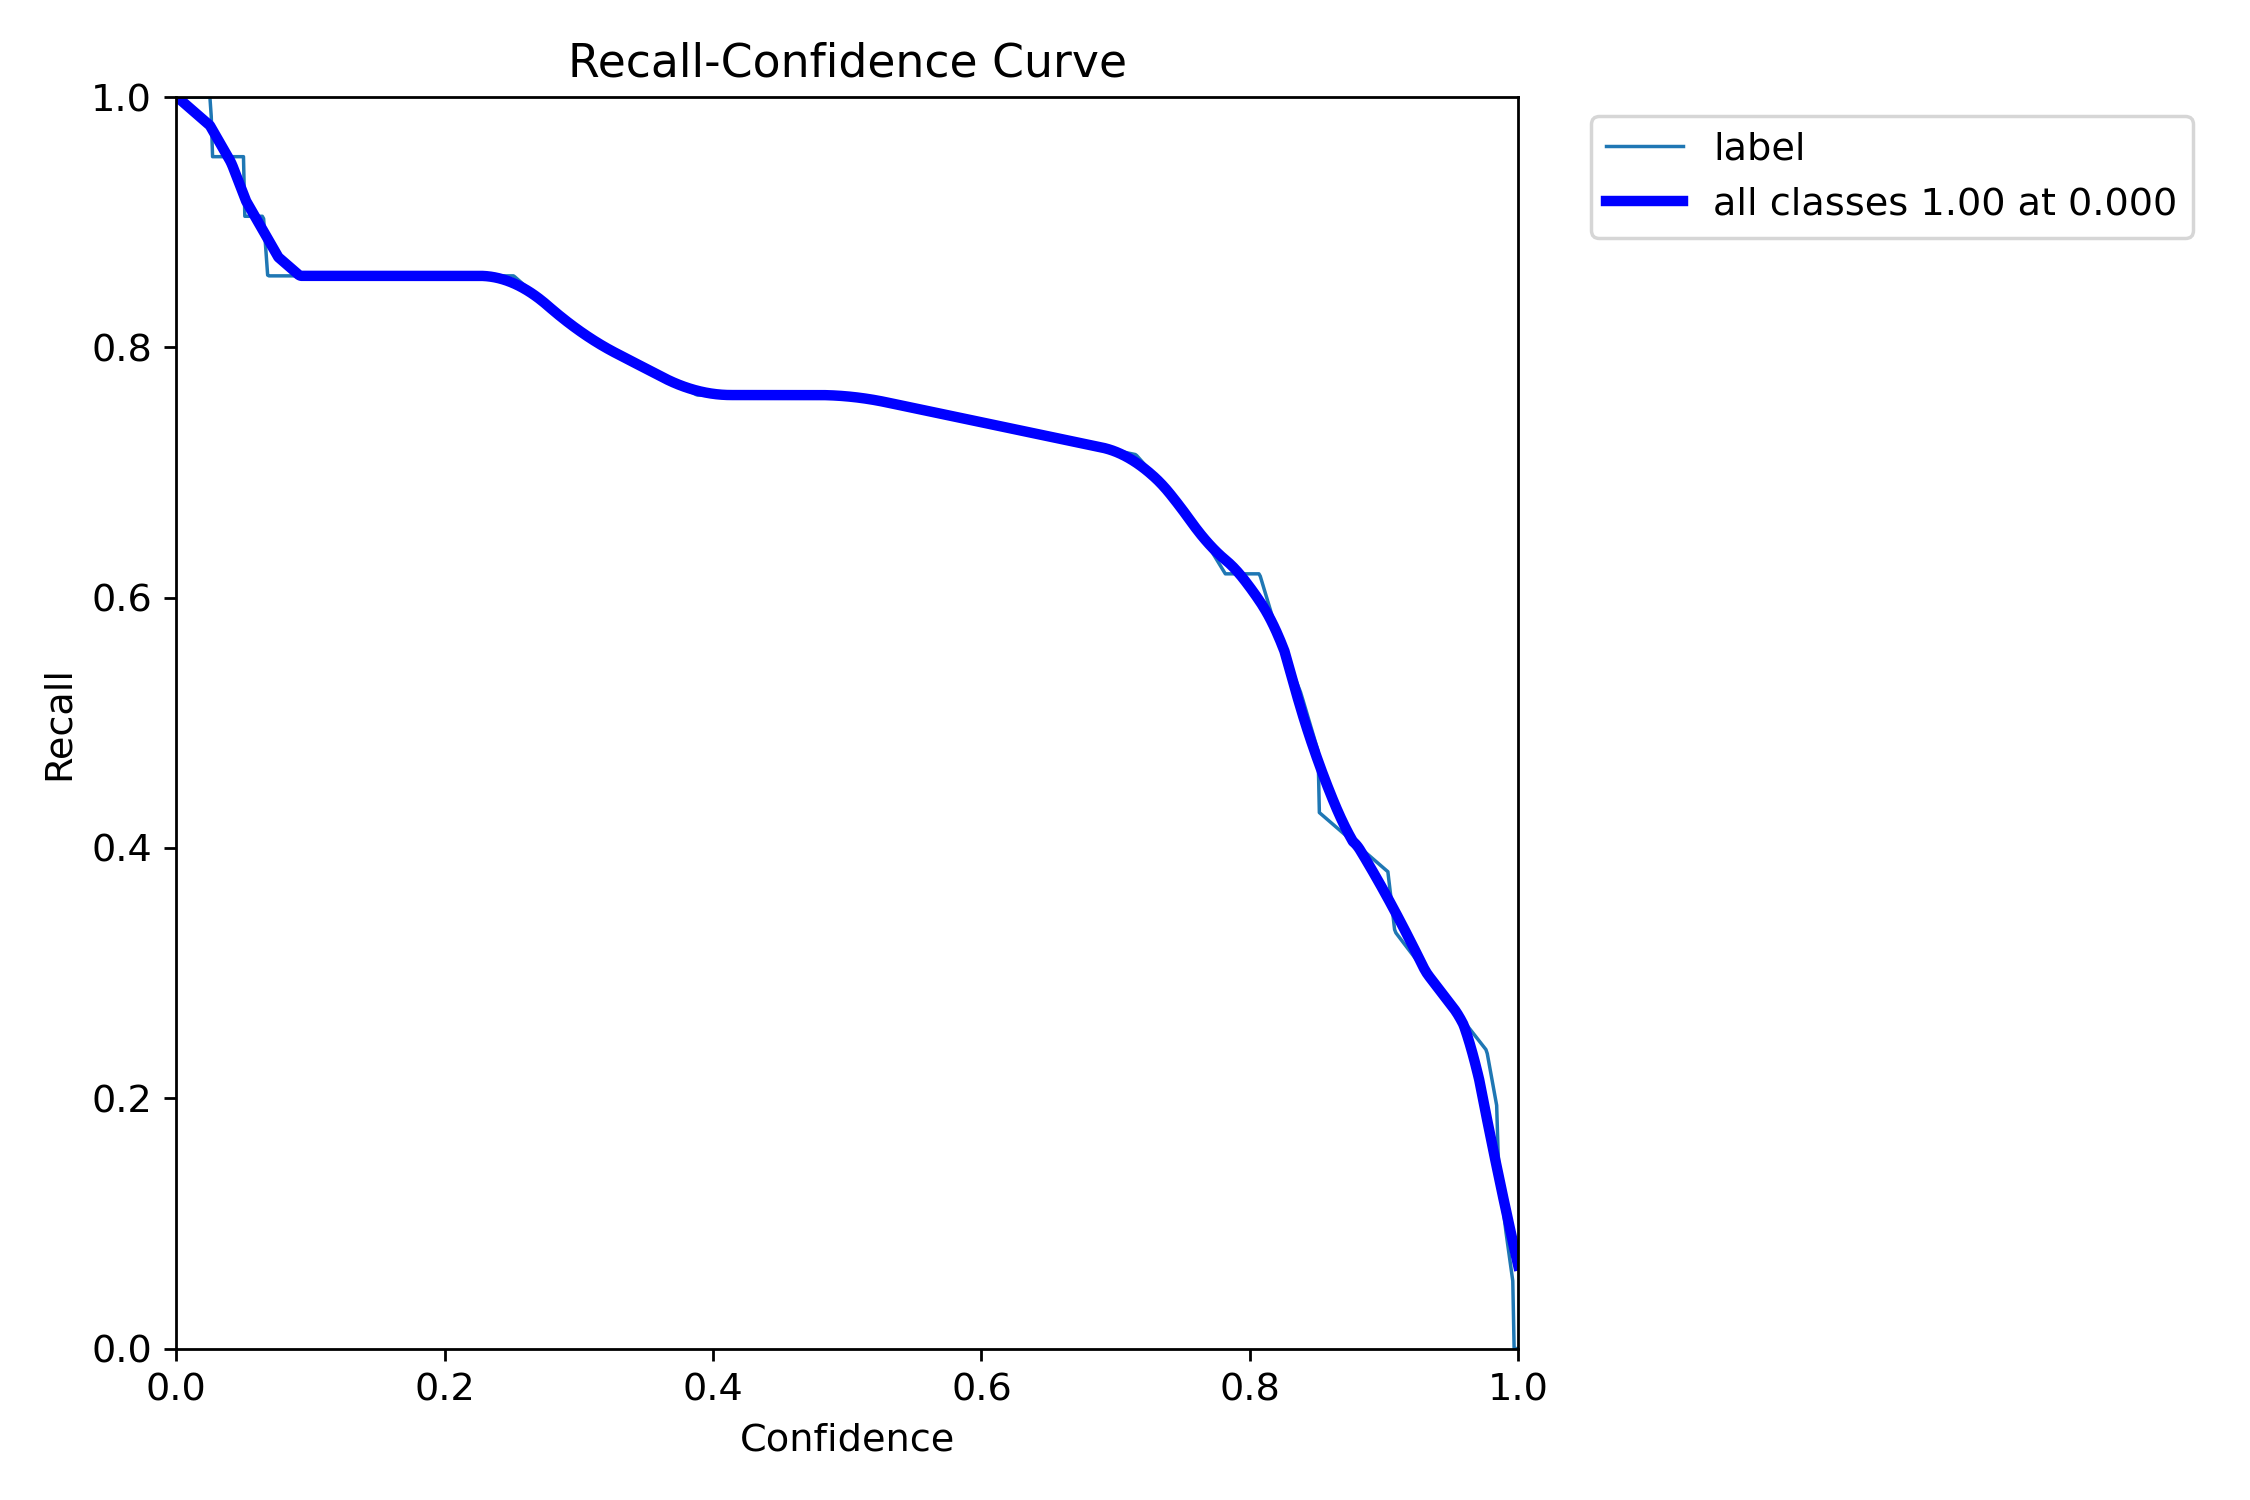 Recall-Confidence Curve
1.0
0.8
0.6
0.4
0.2
0.0
Recall
0.0 0.2 0.4 0.6 0.8 1.0
Confidence
label
all classes 1.00 at 0.000